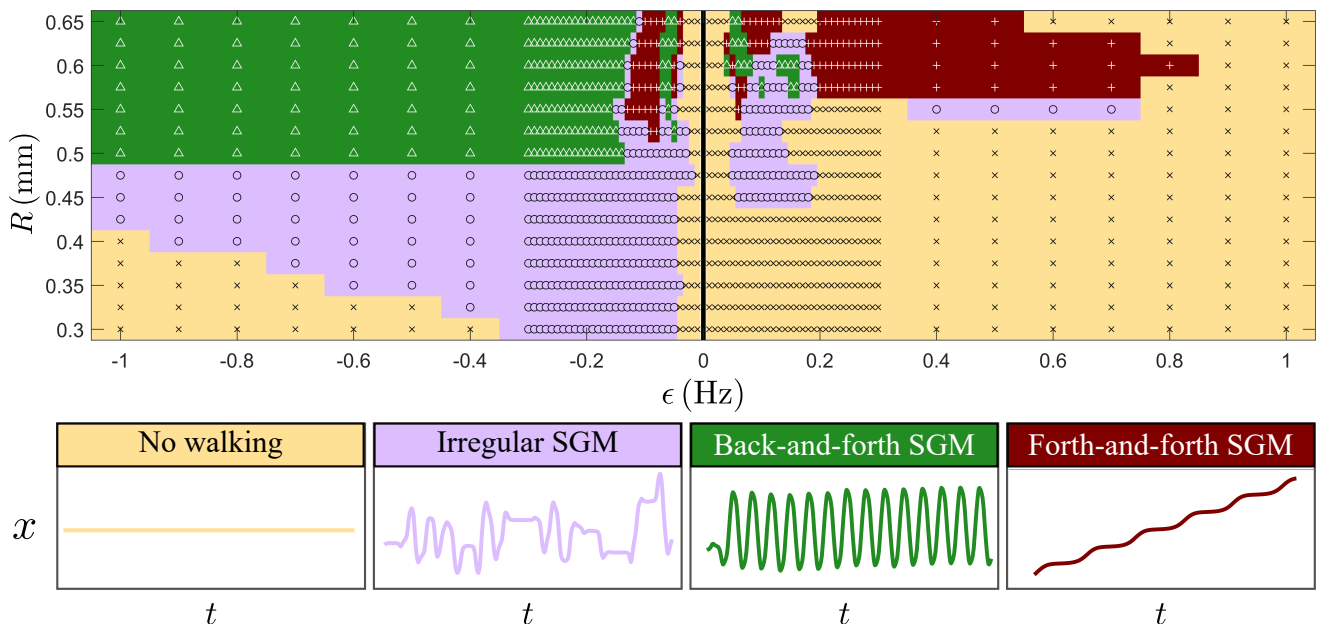 0.65
0.6
0.55
0.5
0.45
0.4
0.35
0.3
R (mm)
-1 -0.8 -0.6 -0.4 -0.2 0 0.2 0.4 0.6 0.8 1
ϵ (Hz)
No walking Irregular SGM Back-and-forth SGM Forth-and-forth SGM
x
t t t t